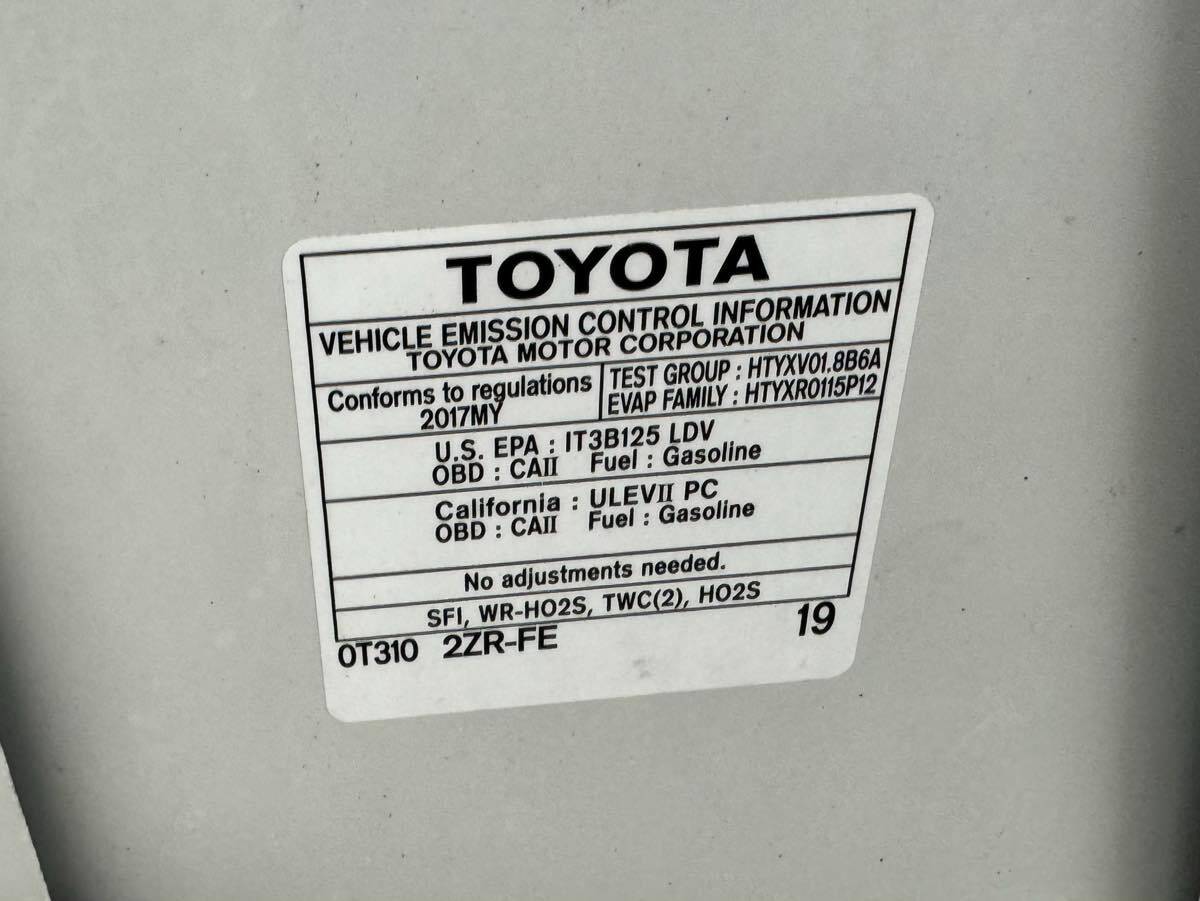 TOYOTA
VEHICLE EMISSION CONTROL INFORMATION
TOYOTA MOTOR CORPORATION
Conforms to regulations
2017MY
TEST GROUP : HTYXV01.8B6A
EVAP FAMILY : HTYXR0115P12
U.S. EPA : IT3B125 LDV
OBD : CAII Fuel : Gasoline
California : ULEVII PC
OBD : CAII Fuel : Gasoline
No adjustments needed.
SFI, WR-HO2S, TWC(2), HO2S
0T310 2ZR-FE 19